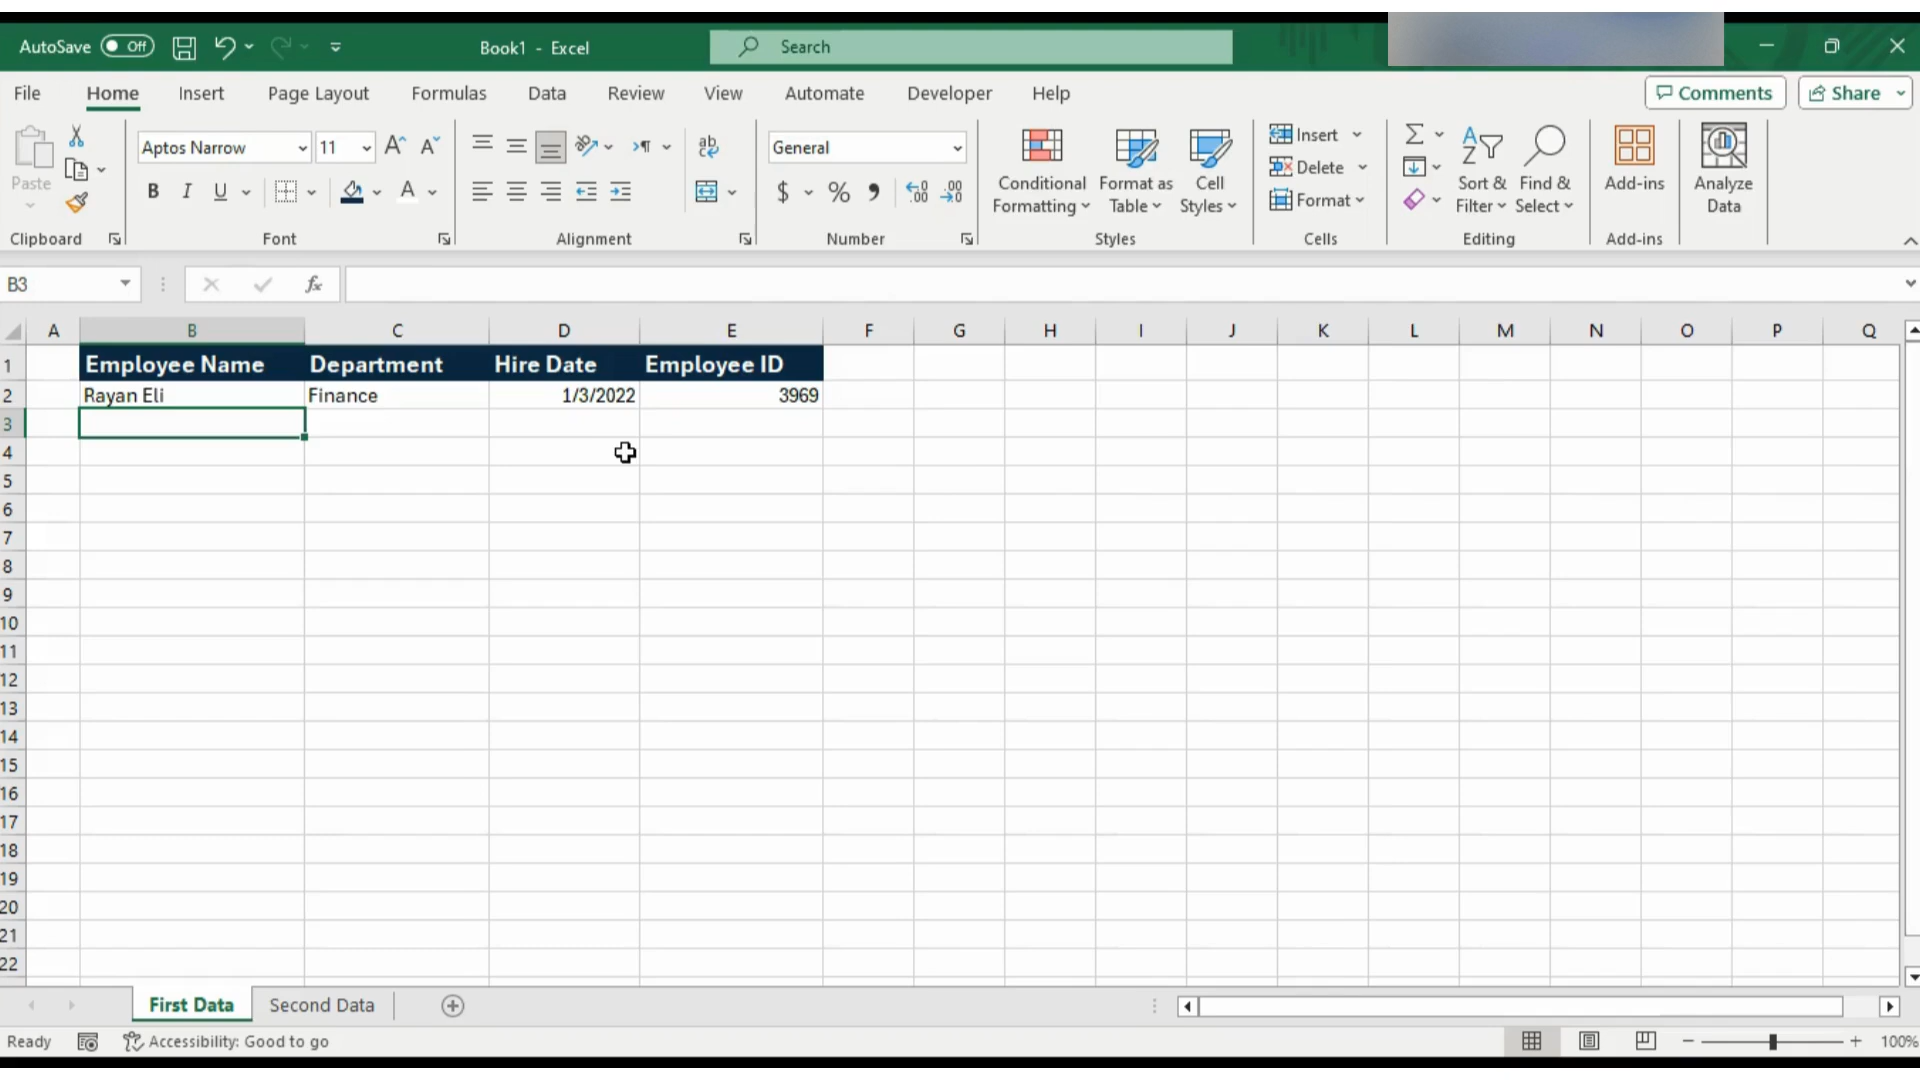 AutoSave Off Book1 - Excel Search
File Home Insert Page Layout Formulas Data Review View Automate Developer Help Comments Share
Paste Aptos Narrow 11 General
B I U $ % Conditional Formatting Format as Table Cell Styles Insert Delete Format Sort & Filter Find & Select Add-ins Analyze Data
Clipboard Font Alignment Number Styles Cells Editing Add-ins
B3 fx
A B C D E F G H I J K L M N O P Q
1 Employee Name Department Hire Date Employee ID
2 Rayan Eli Finance 1/3/2022 3969
3
4
5
6
7
8
9
10
11
12
13
14
15
16
17
18
19
20
21
22
First Data Second Data
Ready Accessibility: Good to go 100%